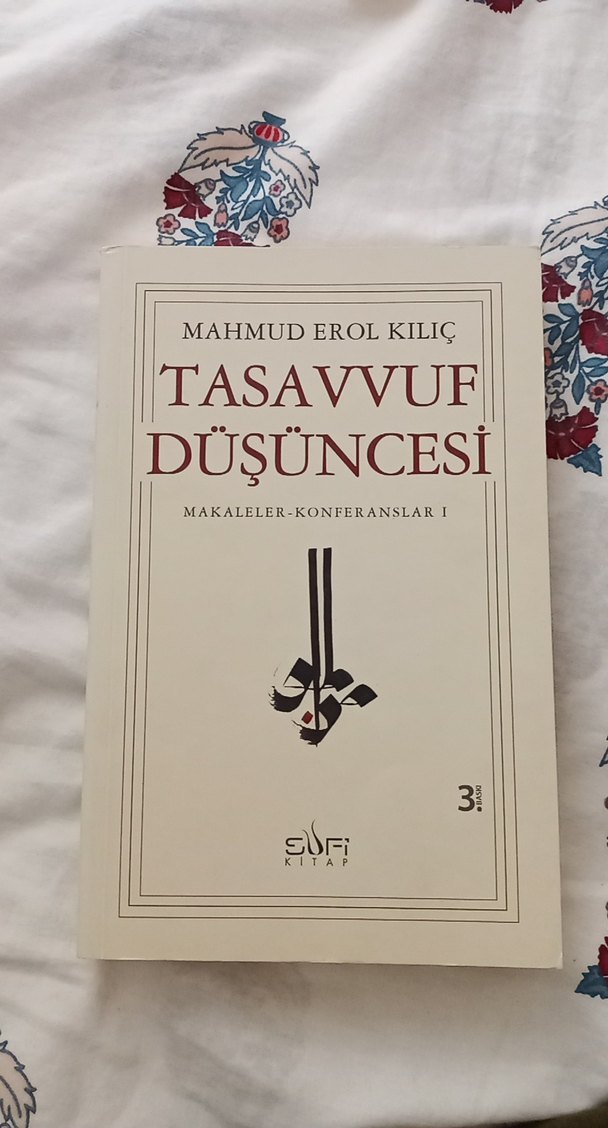 MAHMUD EROL KILIÇ
TASAVVUF
DÜŞÜNCESİ
MAKALELER-KONFERANSLAR I
3. BASKI
SUFİ
KİTAP